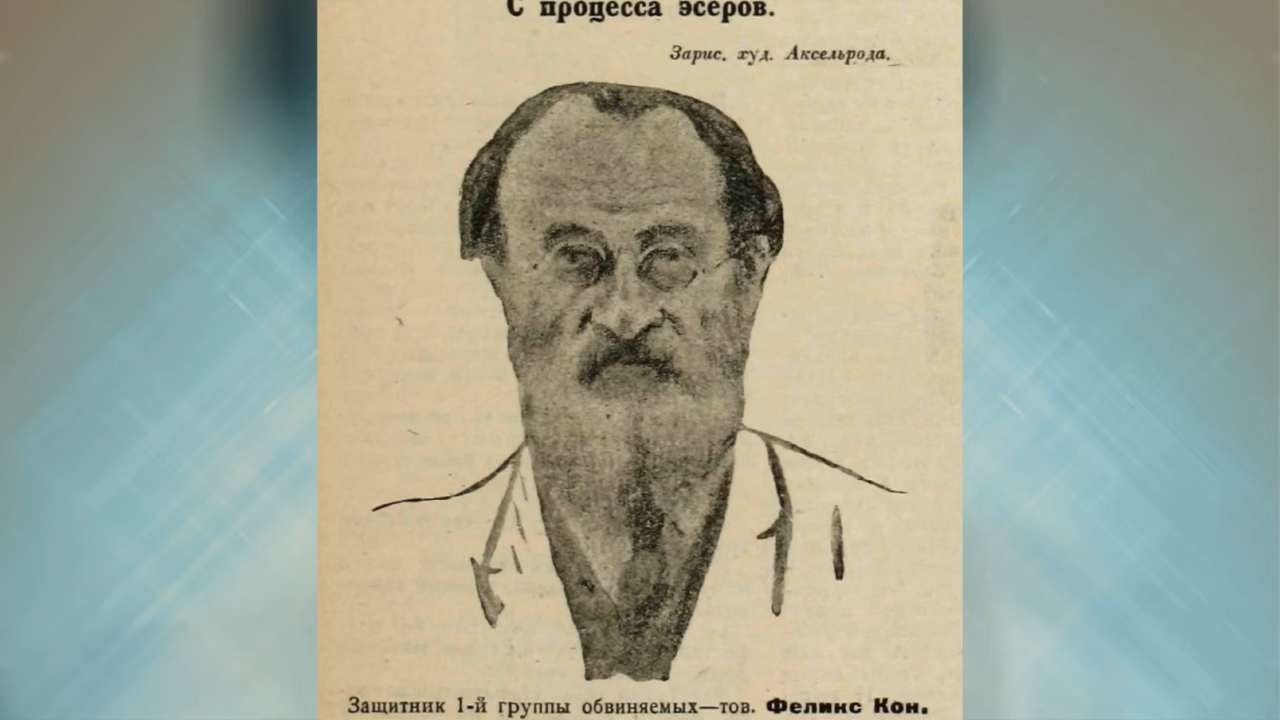 С процесса эсеров.
Зарис. худ. Аксельрода.
Защитник 1-й группы обвиняемых—тов. Феликс Кон.